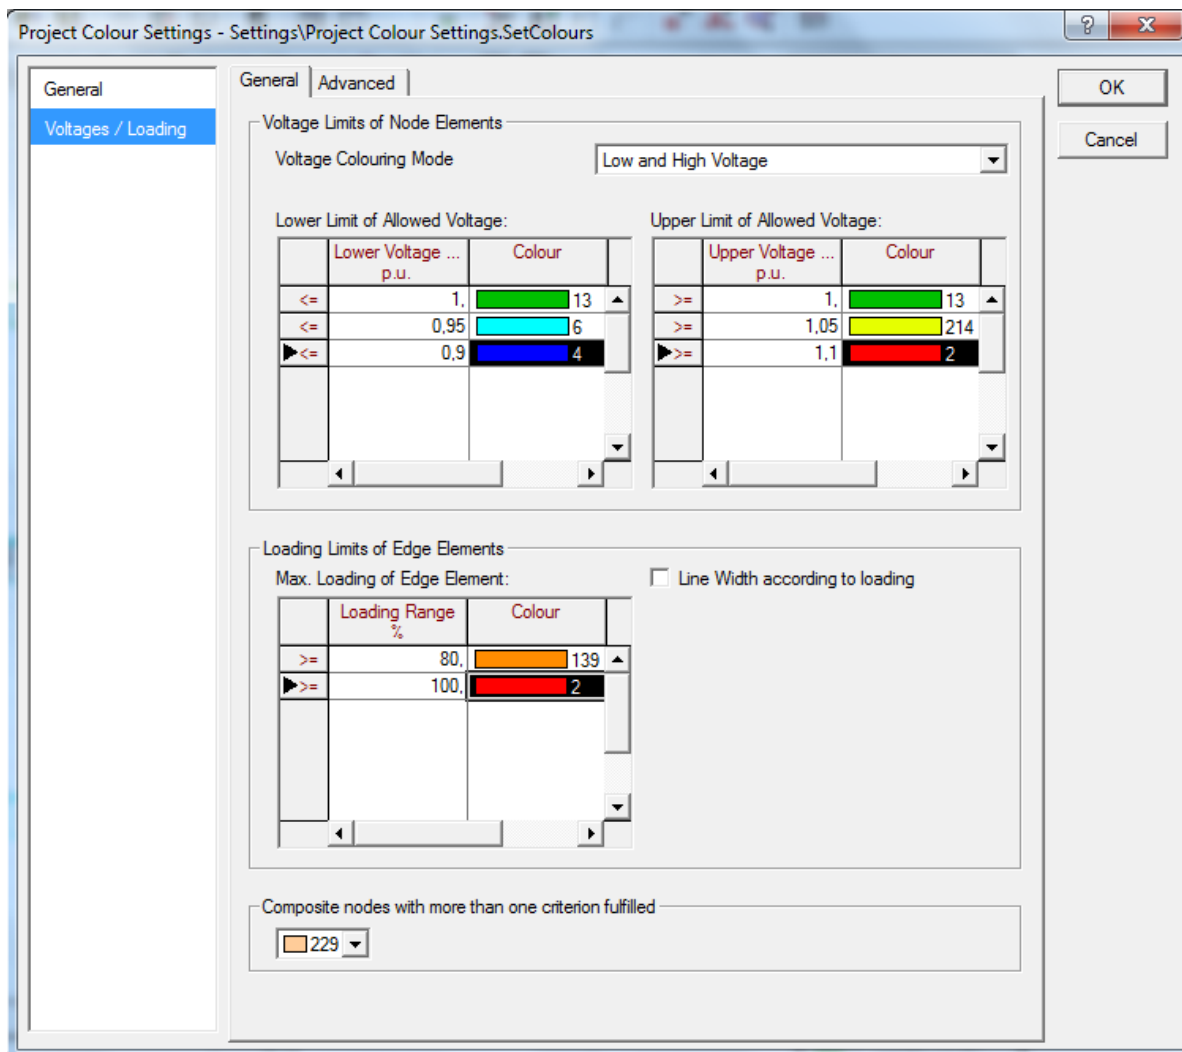 Project Colour Settings - Settings\Project Colour Settings.SetColours
?
X
General
Voltages / Loading
General Advanced
OK
Cancel
Voltage Limits of Node Elements
Voltage Colouring Mode Low and High Voltage
Lower Limit of Allowed Voltage: Upper Limit of Allowed Voltage:
Lower Voltage ... Colour Upper Voltage ... Colour
p.u. p.u.
<= 1, 13 >= 1, 13
<= 0,95 6 >= 1,05 214
<= 0,9 4 >= 1,1 2
Loading Limits of Edge Elements
Max. Loading of Edge Element: Line Width according to loading
Loading Range Colour
%
>= 80, 139
>= 100, 2
Composite nodes with more than one criterion fulfilled
229